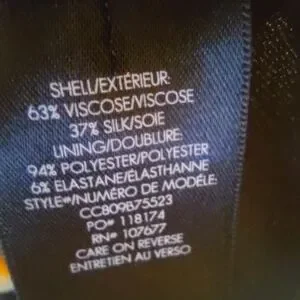 SHELL/EXTÉRIEUR:
63% VISCOSE/VISCOSE
37% SILK/SOIE
LINING/DOUBLURE:
94% POLYESTER/POLYESTER
6% ELASTANE/ÉLASTHANNE
STYLE#/NUMÉRO DE MODÈLE:
CC809B75523
PO# 118174
RN# 107677
CARE ON REVERSE
ENTRETIEN AU VERSO